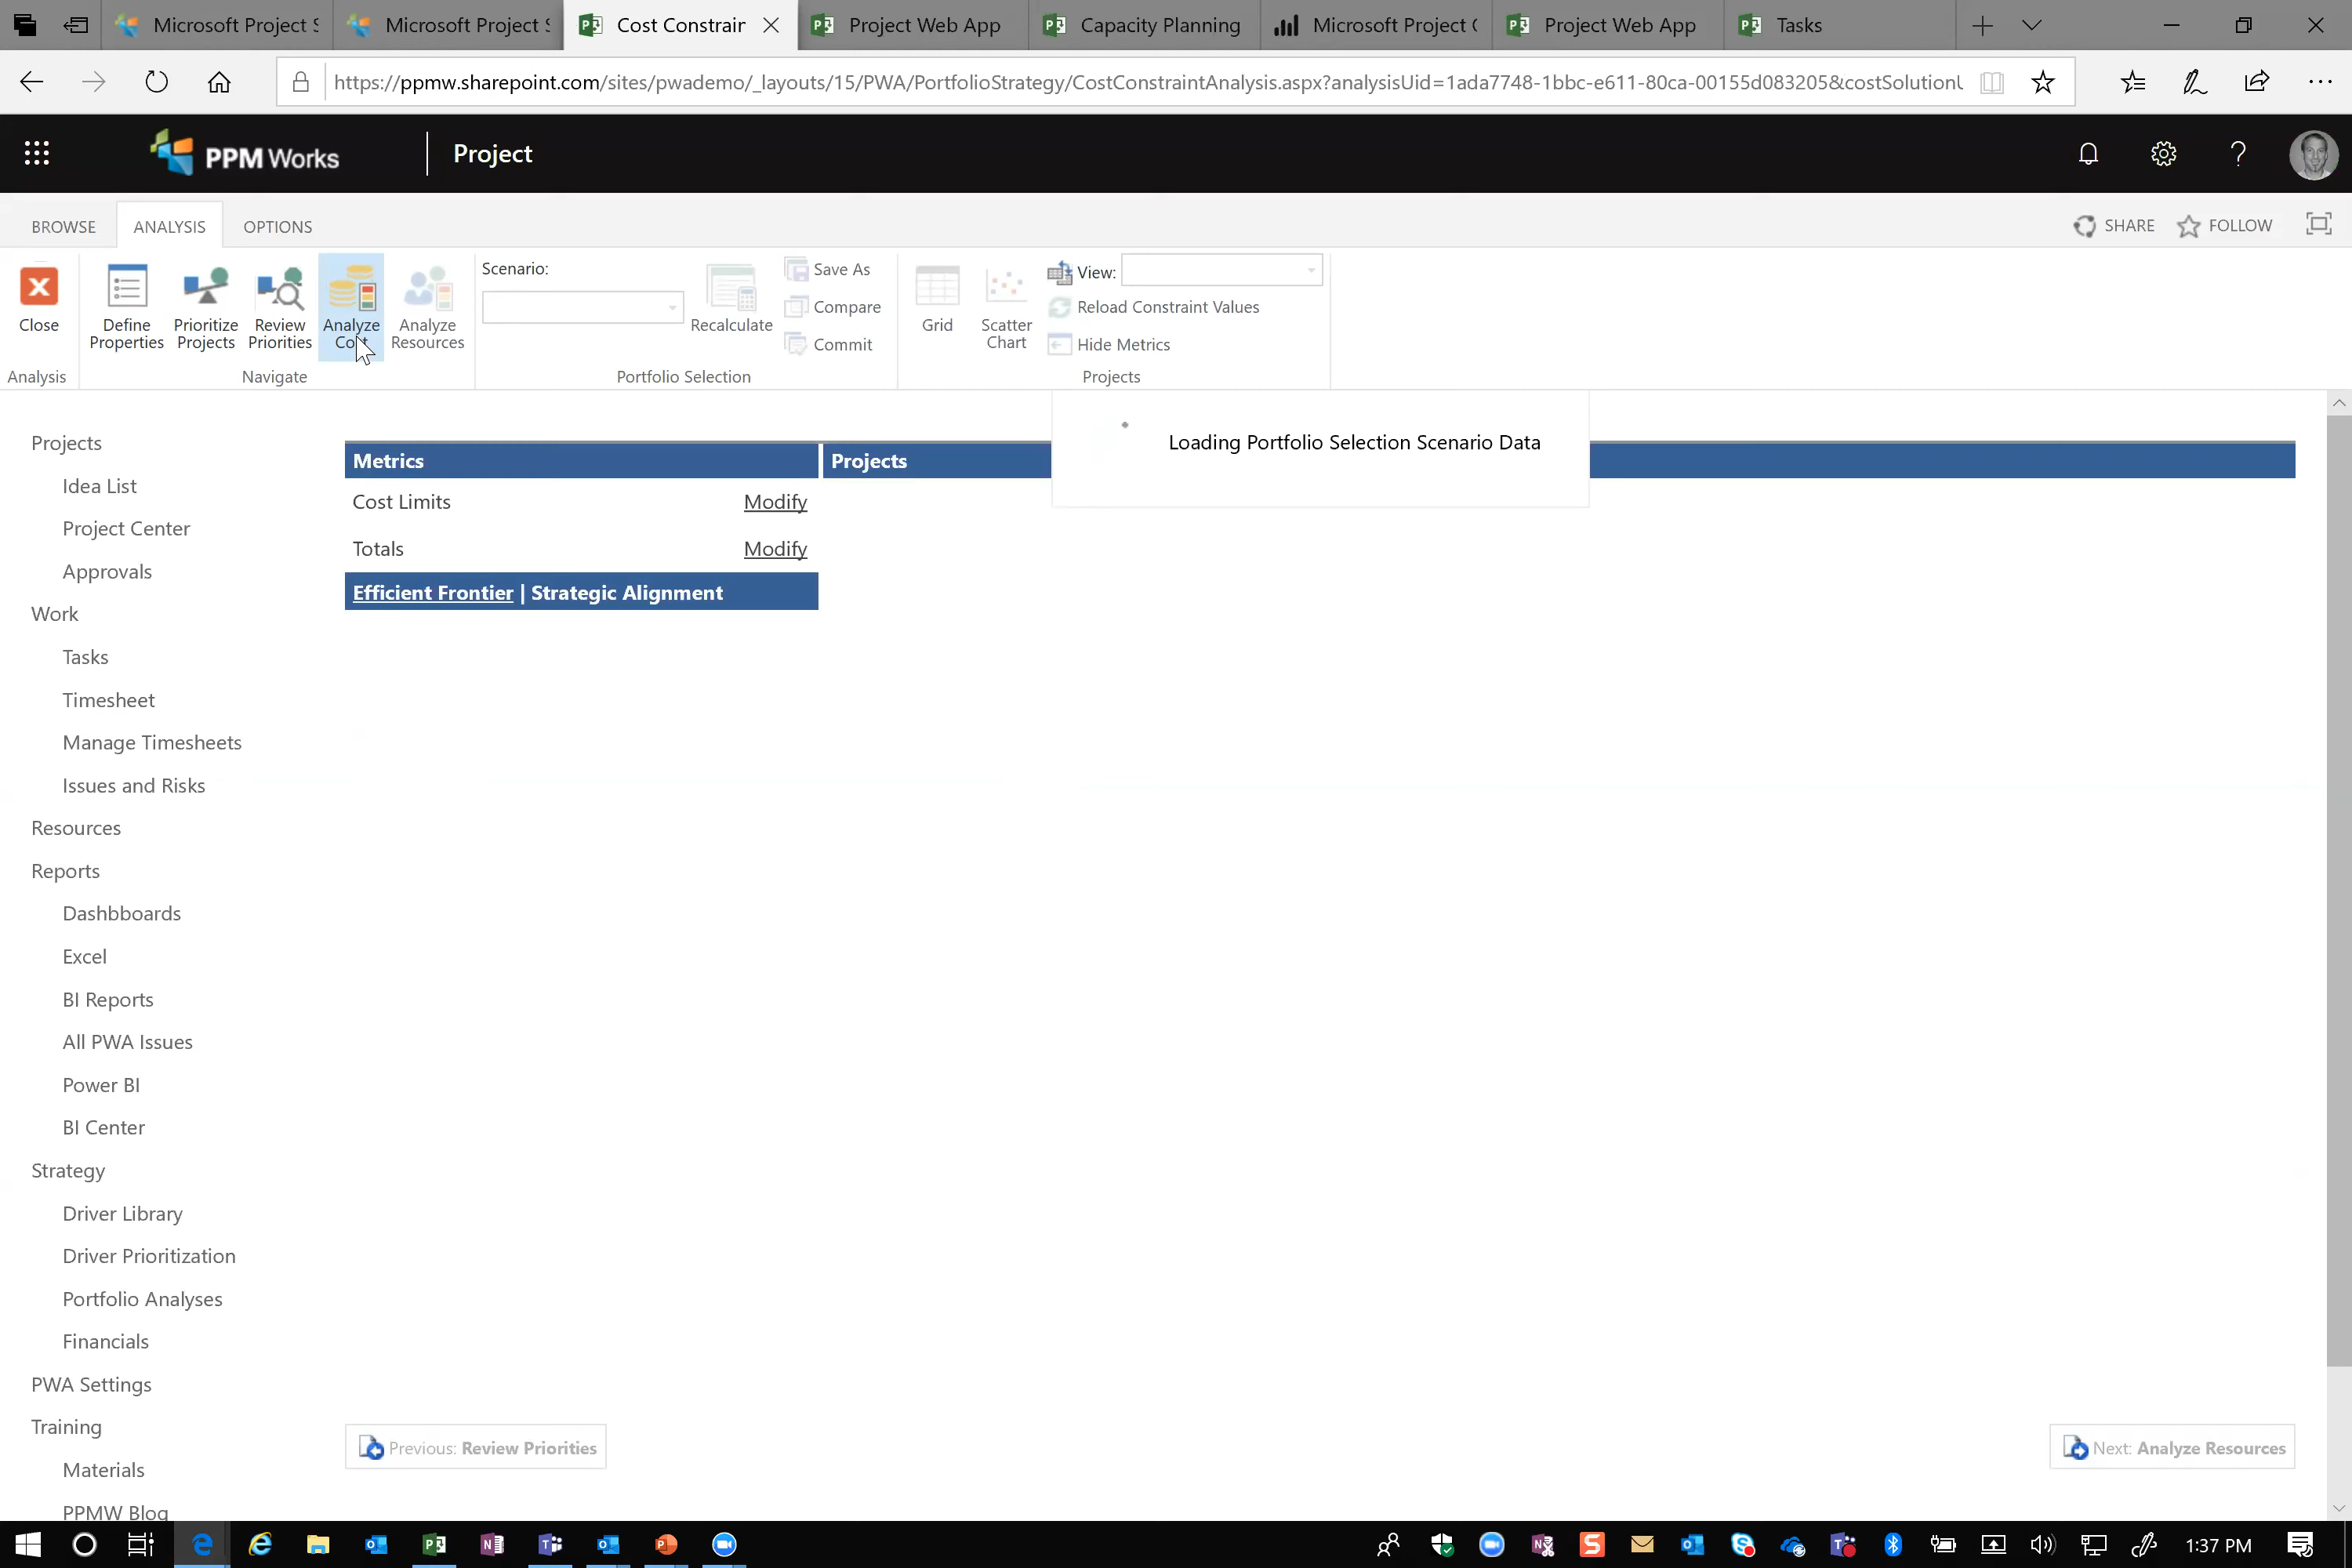 Microsoft Project S
Microsoft Project S
Cost Constrain
Project Web App
Capacity Planning
Microsoft Project
Project Web App
Tasks
https://ppmw.sharepoint.com/sites/pwademo/_layouts/15/PWA/PortfolioStrategy/CostConstraintAnalysis.aspx?analysisUid=1ada7748-1bbc-e611-80ca-00155d083205&costSolutionU
PPM Works
Project
BROWSE
ANALYSIS
OPTIONS
SHARE
FOLLOW
Close
Define
Properties
Prioritize
Projects
Review
Priorities
Analyze
Cost
Analyze
Resources
Scenario:
Recalculate
Save As
Compare
Commit
Grid
Scatter
Chart
View:
Reload Constraint Values
Hide Metrics
Analysis
Navigate
Portfolio Selection
Projects
Projects
Idea List
Project Center
Approvals
Work
Tasks
Timesheet
Manage Timesheets
Issues and Risks
Resources
Reports
Dashbboards
Excel
BI Reports
All PWA Issues
Power BI
BI Center
Strategy
Driver Library
Driver Prioritization
Portfolio Analyses
Financials
PWA Settings
Training
Materials
PPMW Blog
Metrics
Projects
Loading Portfolio Selection Scenario Data
Cost Limits
Modify
Totals
Modify
Efficient Frontier | Strategic Alignment
Previous: Review Priorities
Next: Analyze Resources
1:37 PM